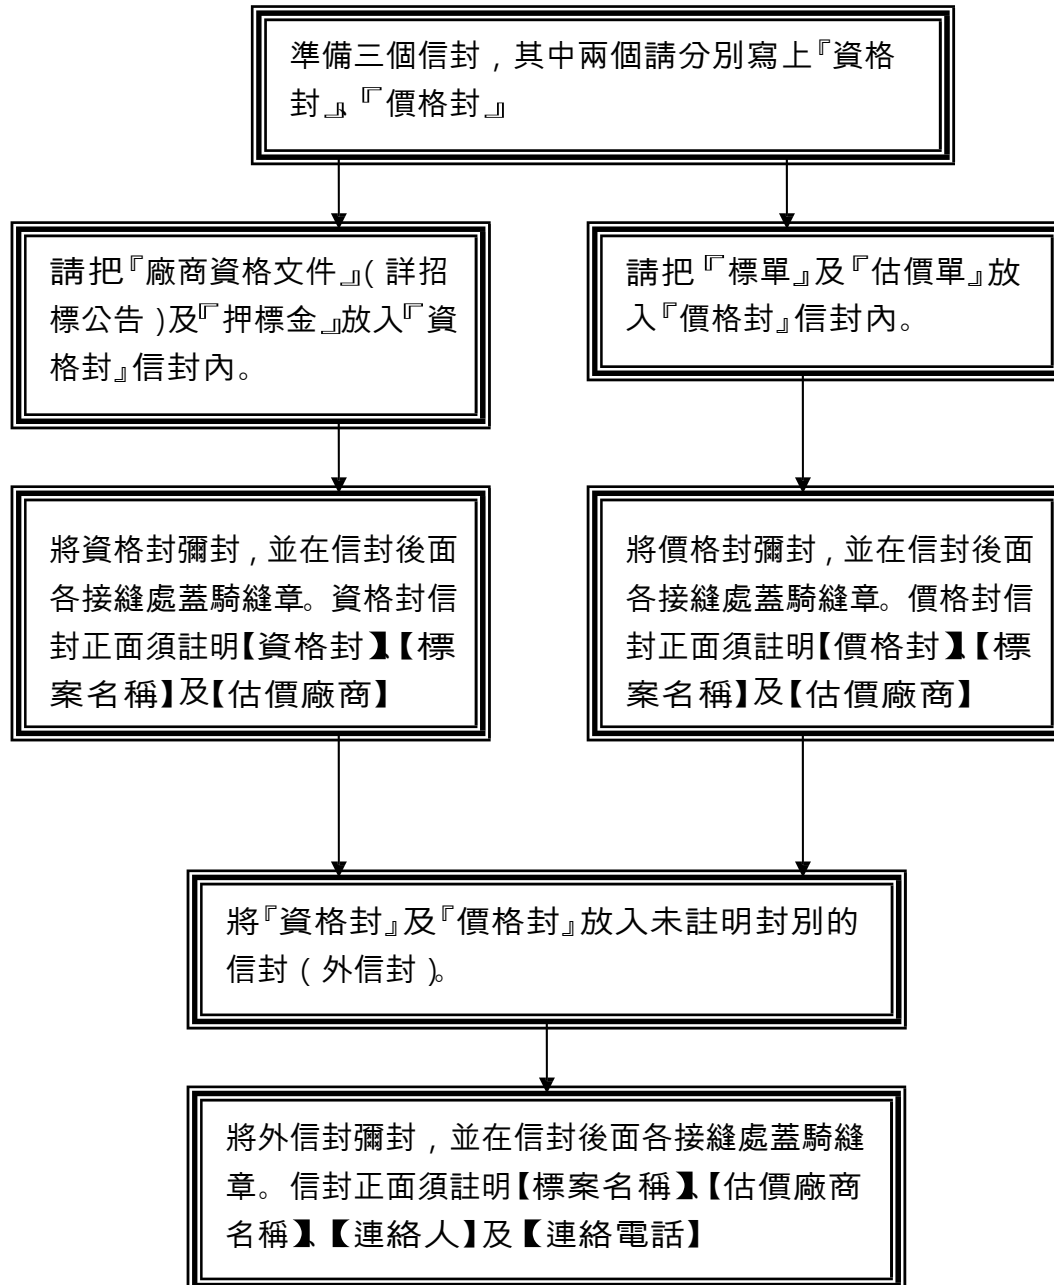 準備三個信封，其中兩個請分別寫上『資格
封』、『價格封』
請把『廠商資格文件』(詳招
標公告)及『押標金』放入『資
格封』信封內。
請把『標單』及『估價單』放
入『價格封』信封內。
將資格封彌封，並在信封後面
各接縫處蓋騎縫章。資格封信
封正面須註明【資格封】、【標
案名稱】及【估價廠商】
將價格封彌封，並在信封後面
各接縫處蓋騎縫章。價格封信
封正面須註明【價格封】、【標
案名稱】及【估價廠商】
將『資格封』及『價格封』放入未註明封別的
信封(外信封)。
將外信封彌封，並在信封後面各接縫處蓋騎縫
章。信封正面須註明【標案名稱】、【估價廠商
名稱】、【連絡人】及【連絡電話】